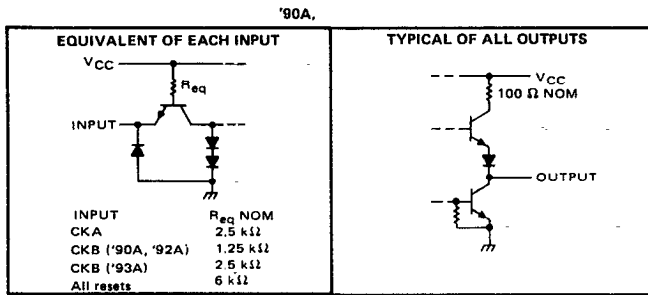 '90A,
EQUIVALENT OF EACH INPUT
VCC
Req
INPUT
INPUT Req NOM
CKA 2.5 kΩ
CKB ('90A, '92A) 1.25 kΩ
CKB ('93A) 2.5 kΩ
All resets 6 kΩ
TYPICAL OF ALL OUTPUTS
VCC
100 Ω NOM
OUTPUT